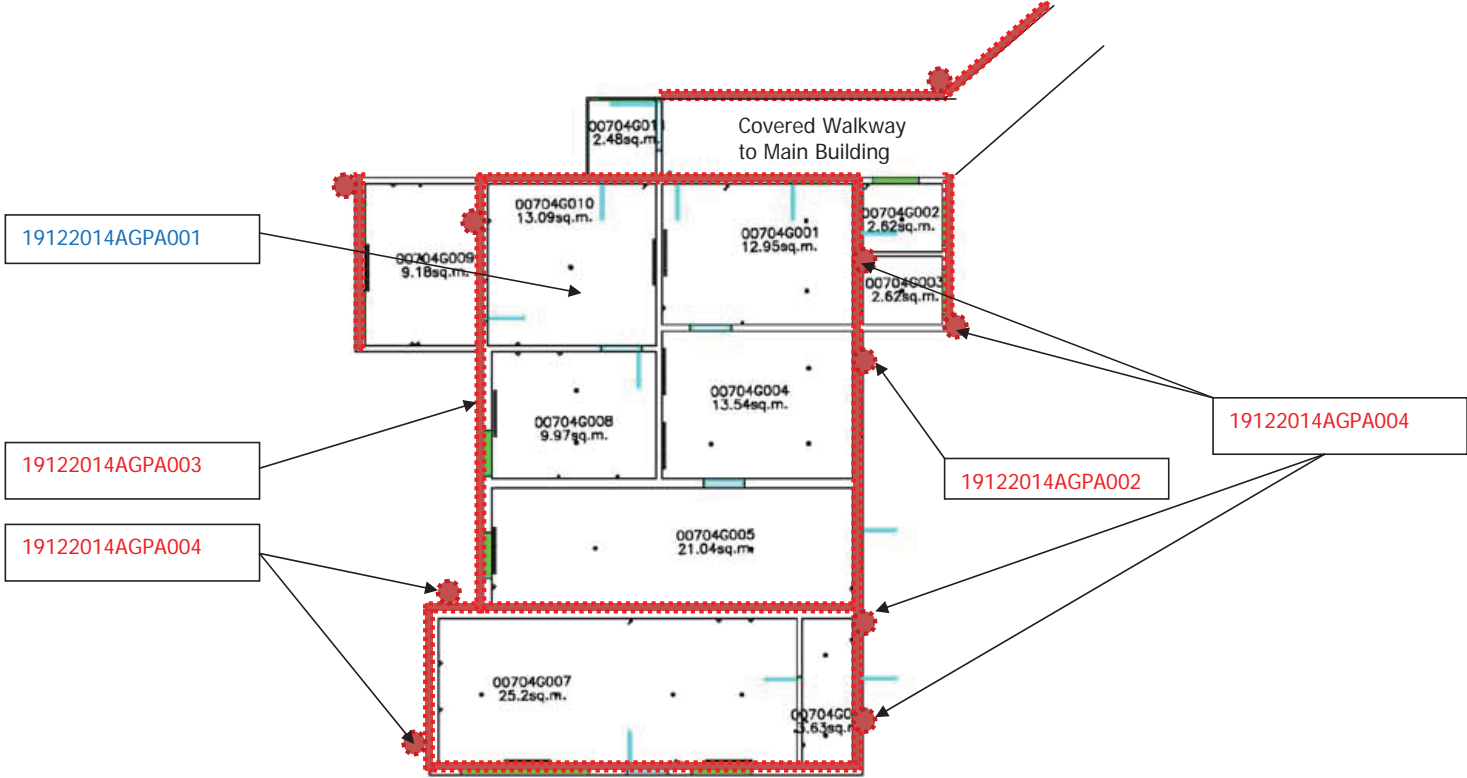 00704G011
2.48sq.m.
Covered Walkway
to Main Building
19122014AGPA001
00704G010
13.09sq.m.
00704G001
12.95sq.m.
00704G002
2.62sq.m.
00704G009
9.18sq.m.
00704G003
2.62sq.m.
00704G004
13.54sq.m.
00704G008
9.97sq.m.
19122014AGPA004
19122014AGPA003
19122014AGPA002
00704G005
21.04sq.m.
19122014AGPA004
00704G007
25.2sq.m.